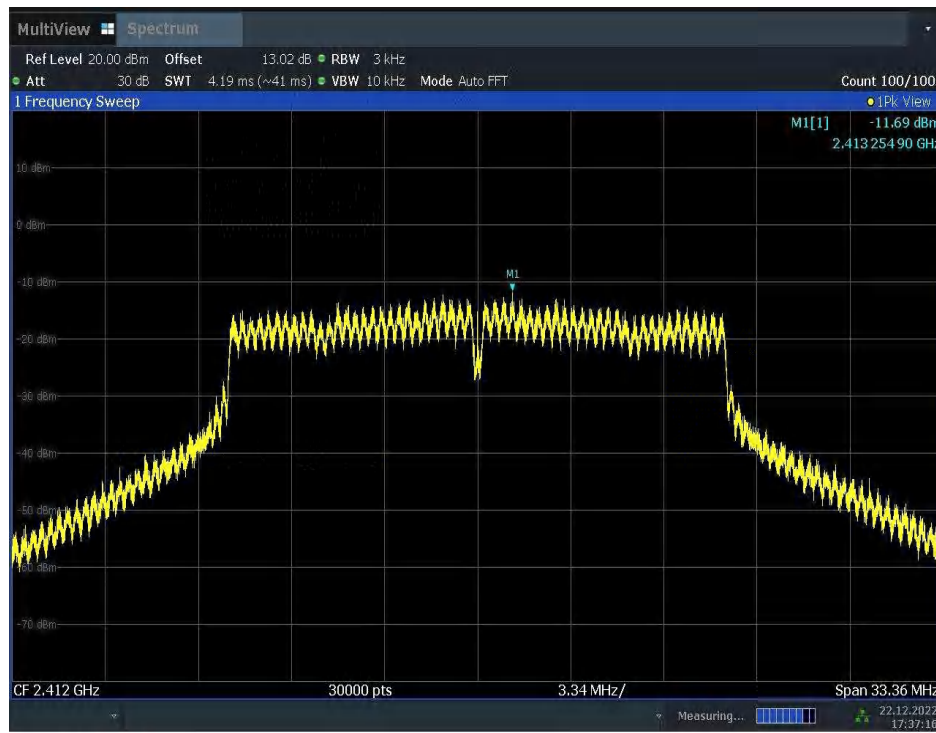 MultiView Spectrum
Ref Level 20.00 dBm Offset 13.02 dB RBW 3 kHz
Att 30 dB SWT 4.19 ms (~41 ms) VBW 10 kHz Mode Auto FFT Count 100/100
1 Frequency Sweep 1Pk View
M1[1] -11.69 dBm
2.413 254 90 GHz
10 dBm
0 dBm
M1
-10 dBm
-20 dBm
-30 dBm
-40 dBm
-50 dBm
-60 dBm
-70 dBm
CF 2.412 GHz 30000 pts 3.34 MHz/ Span 33.36 MHz
Measuring... 22.12.2022
17:37:16